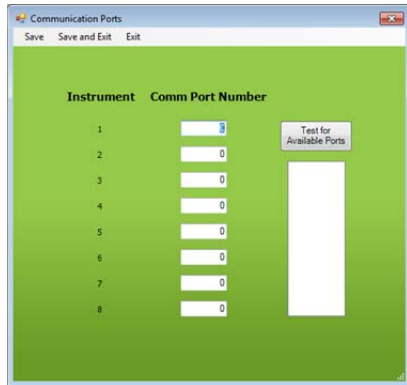 Communication Ports
Save Save and Exit Exit
Instrument Comm Port Number
1 0
Test for
Available Ports
2 0
3 0
4 0
5 0
6 0
7 0
8 0